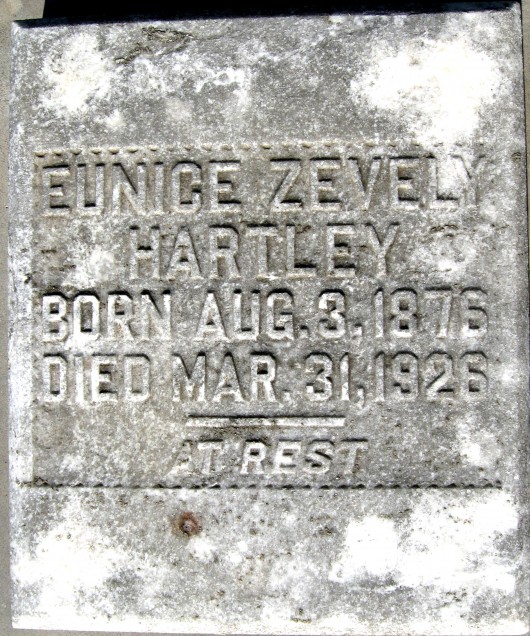 EUNICE ZEVELY
HARTLEY
BORN AUG. 3, 1876
DIED MAR. 31, 1926
AT REST